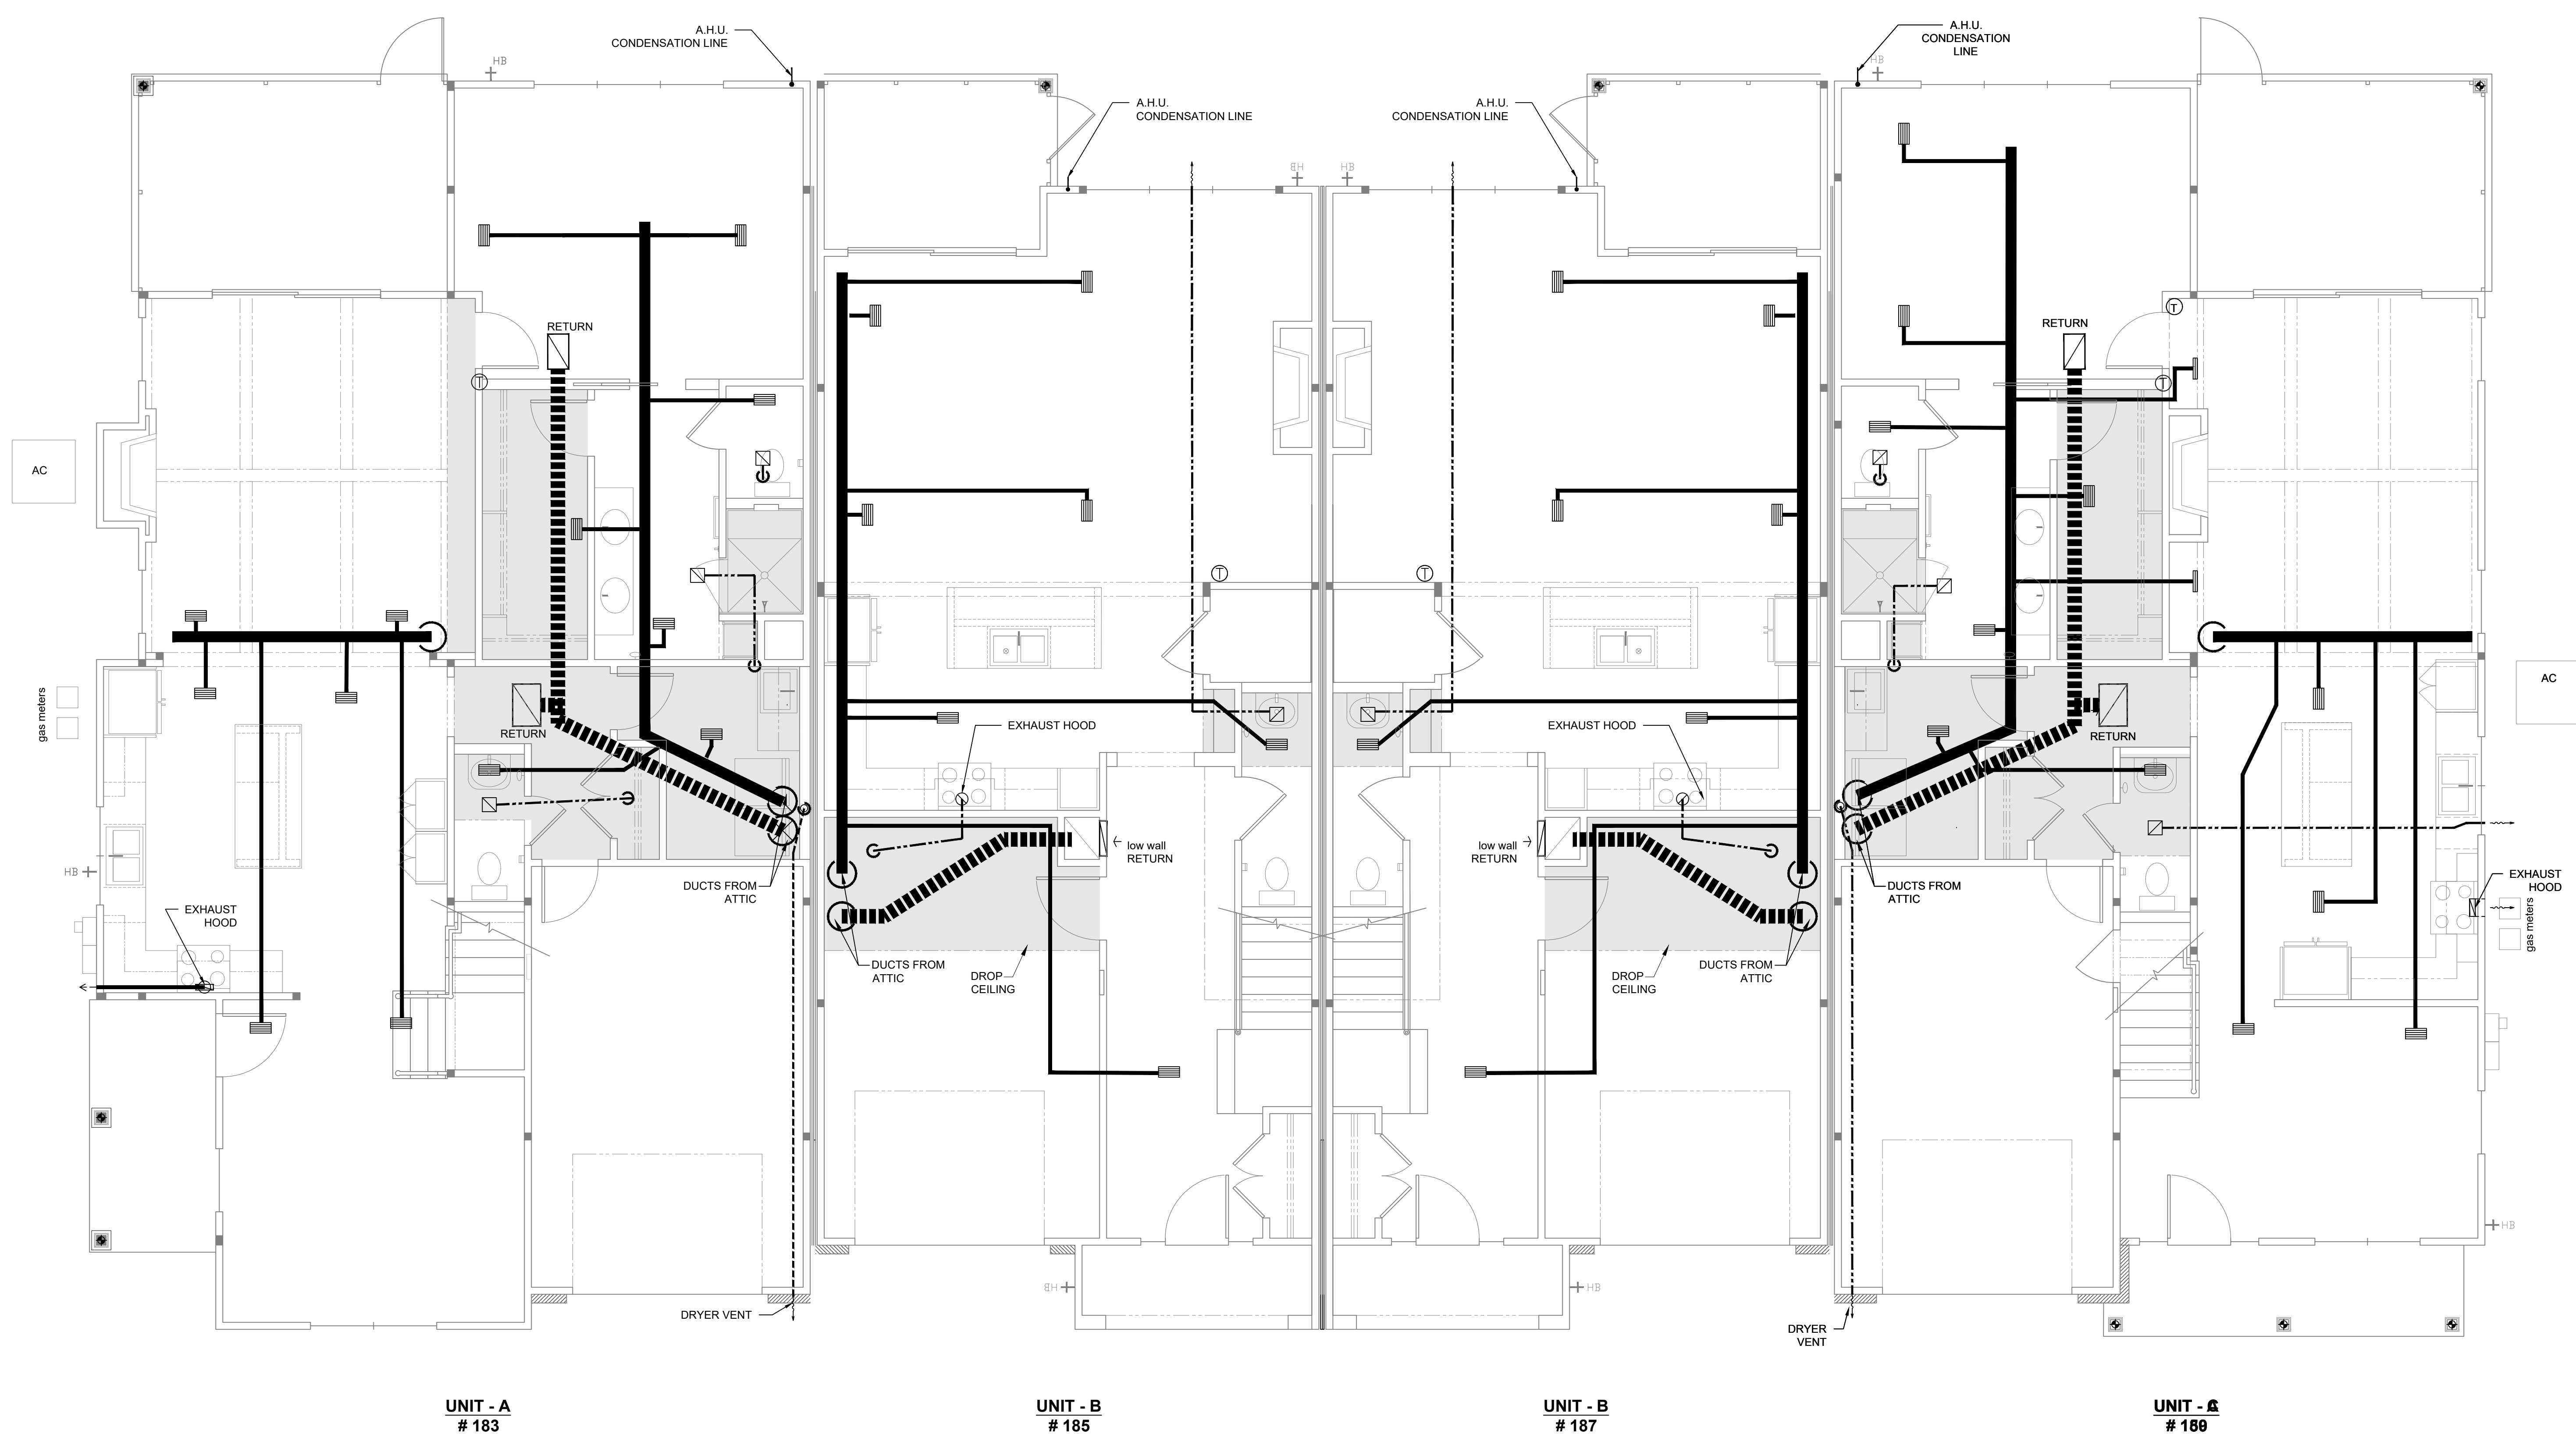 A.H.U.
CONDENSATION LINE
A.H.U.
CONDENSATION
LINE
HB
HB
A.H.U.
CONDENSATION LINE
A.H.U.
CONDENSATION LINE
HB
HB
RETURN
RETURN
T
T
T
AC
T
T
AC
gas meters
RETURN
EXHAUST HOOD
EXHAUST HOOD
RETURN
low wall
RETURN
low wall
RETURN
HB
DUCTS FROM
ATTIC
DUCTS FROM
ATTIC
EXHAUST
HOOD
EXHAUST
HOOD
gas meters
DUCTS FROM
ATTIC
DROP
CEILING
DROP
CEILING
DUCTS FROM
ATTIC
HB
HB
HB
DRYER VENT
DRYER
VENT
UNIT - A
# 183
UNIT - B
# 185
UNIT - B
# 187
UNIT -
#